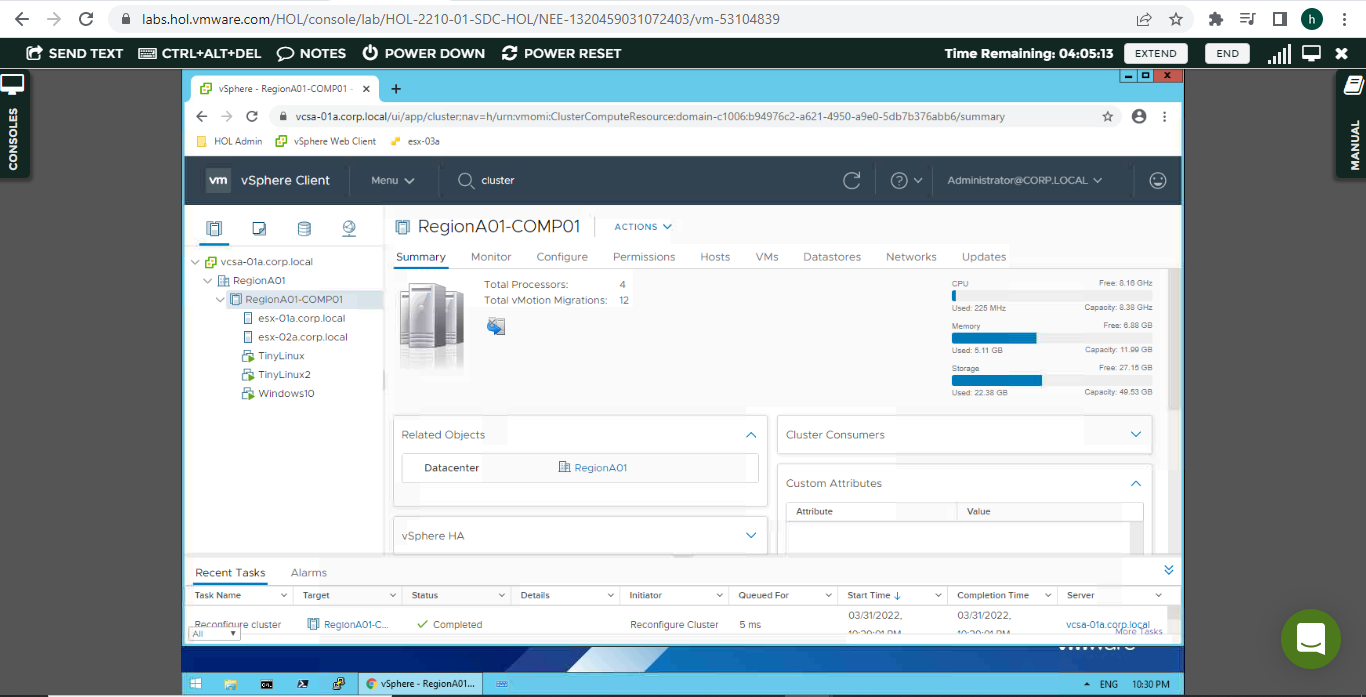 labs.hol.vmware.com/HOL/console/lab/HOL-2210-01-SDC-HOL/NEE-1320459031072403/vm-53104839
h
SEND TEXT CTRL+ALT+DEL NOTES POWER DOWN POWER RESET Time Remaining: 04:05:13 EXTEND END
CONSOLES
MANUAL
vSphere - RegionA01-COMP01 -
vcsa-01a.corp.local/ui/app/cluster;nav=h/urn:vmomi:ClusterComputeResource:domain-c1006:b94976c2-a621-4950-a9e0-5db7b376abb6/summary
HOL Admin vSphere Web Client esx-03a
vm vSphere Client Menu cluster Administrator@CORP.LOCAL
RegionA01-COMP01 ACTIONS
Summary Monitor Configure Permissions Hosts VMs Datastores Networks Updates
vcsa-01a.corp.local
RegionA01
RegionA01-COMP01
esx-01a.corp.local
esx-02a.corp.local
TinyLinux
TinyLinux2
Windows10
Total Processors: 4
Total vMotion Migrations: 12
CPU Free: 8.16 GHz
Used: 225 MHz Capacity: 8.38 GHz
Memory Free: 6.88 GB
Used: 5.11 GB Capacity: 11.99 GB
Storage Free: 27.15 GB
Used: 22.38 GB Capacity: 49.53 GB
Related Objects
Datacenter RegionA01
vSphere HA
Cluster Consumers
Custom Attributes
Attribute Value
Recent Tasks Alarms
Task Name Target Status Details Initiator Queued For Start Time ↓ Completion Time Server
Reconfigure cluster RegionA01-C... Completed Reconfigure Cluster 5 ms 03/31/2022, 03/31/2022, vcsa-01a.corp.local
10:29:01 PM 10:29:01 PM
All More Tasks
vmware
vSphere - RegionA01... ENG 10:30 PM